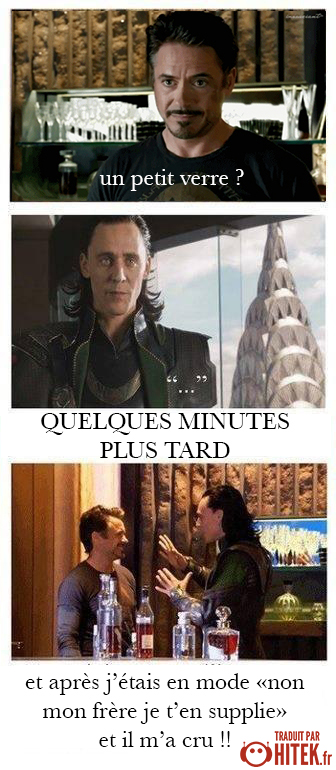 un petit verre ?
“ ... ”
QUELQUES MINUTES
PLUS TARD
et après j’étais en mode «non
mon frère je t’en supplie»
et il m’a cru !!
TRADUIT PAR
HITEK.fr